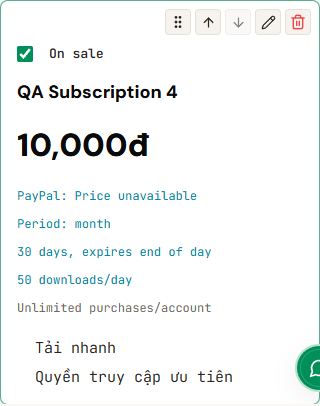 On sale
QA Subscription 4
10,000đ
PayPal: Price unavailable
Period: month
30 days, expires end of day
50 downloads/day
Unlimited purchases/account
Tải nhanh
Quyền truy cập ưu tiên